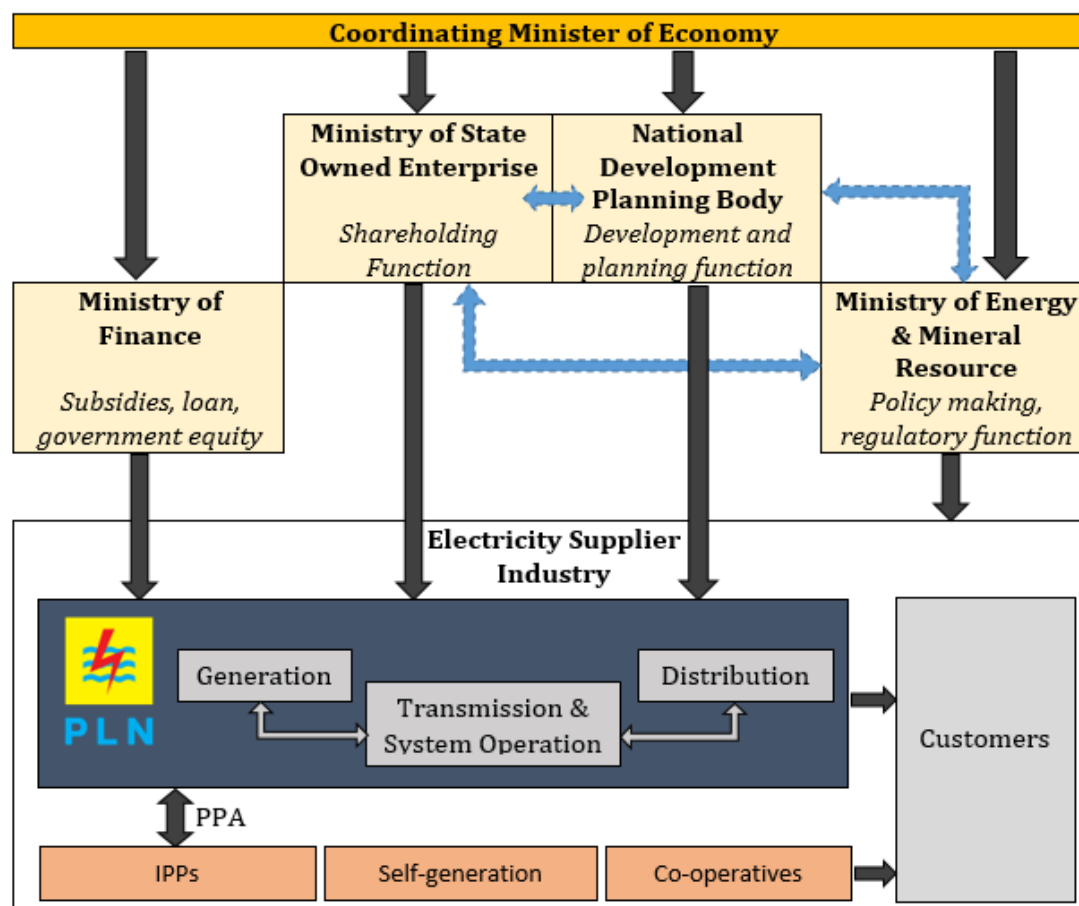 Coordinating Minister of Economy
Ministry of State
Owned Enterprise
Shareholding
Function
National
Development
Planning Body
Development and
planning function
Ministry of
Finance
Subsidies, loan,
government equity
Ministry of Energy
& Mineral
Resource
Policy making,
regulatory function
Electricity Supplier
Industry
PLN
Generation
Transmission &
System Operation
Distribution
Customers
PPA
IPPs
Self-generation
Co-operatives